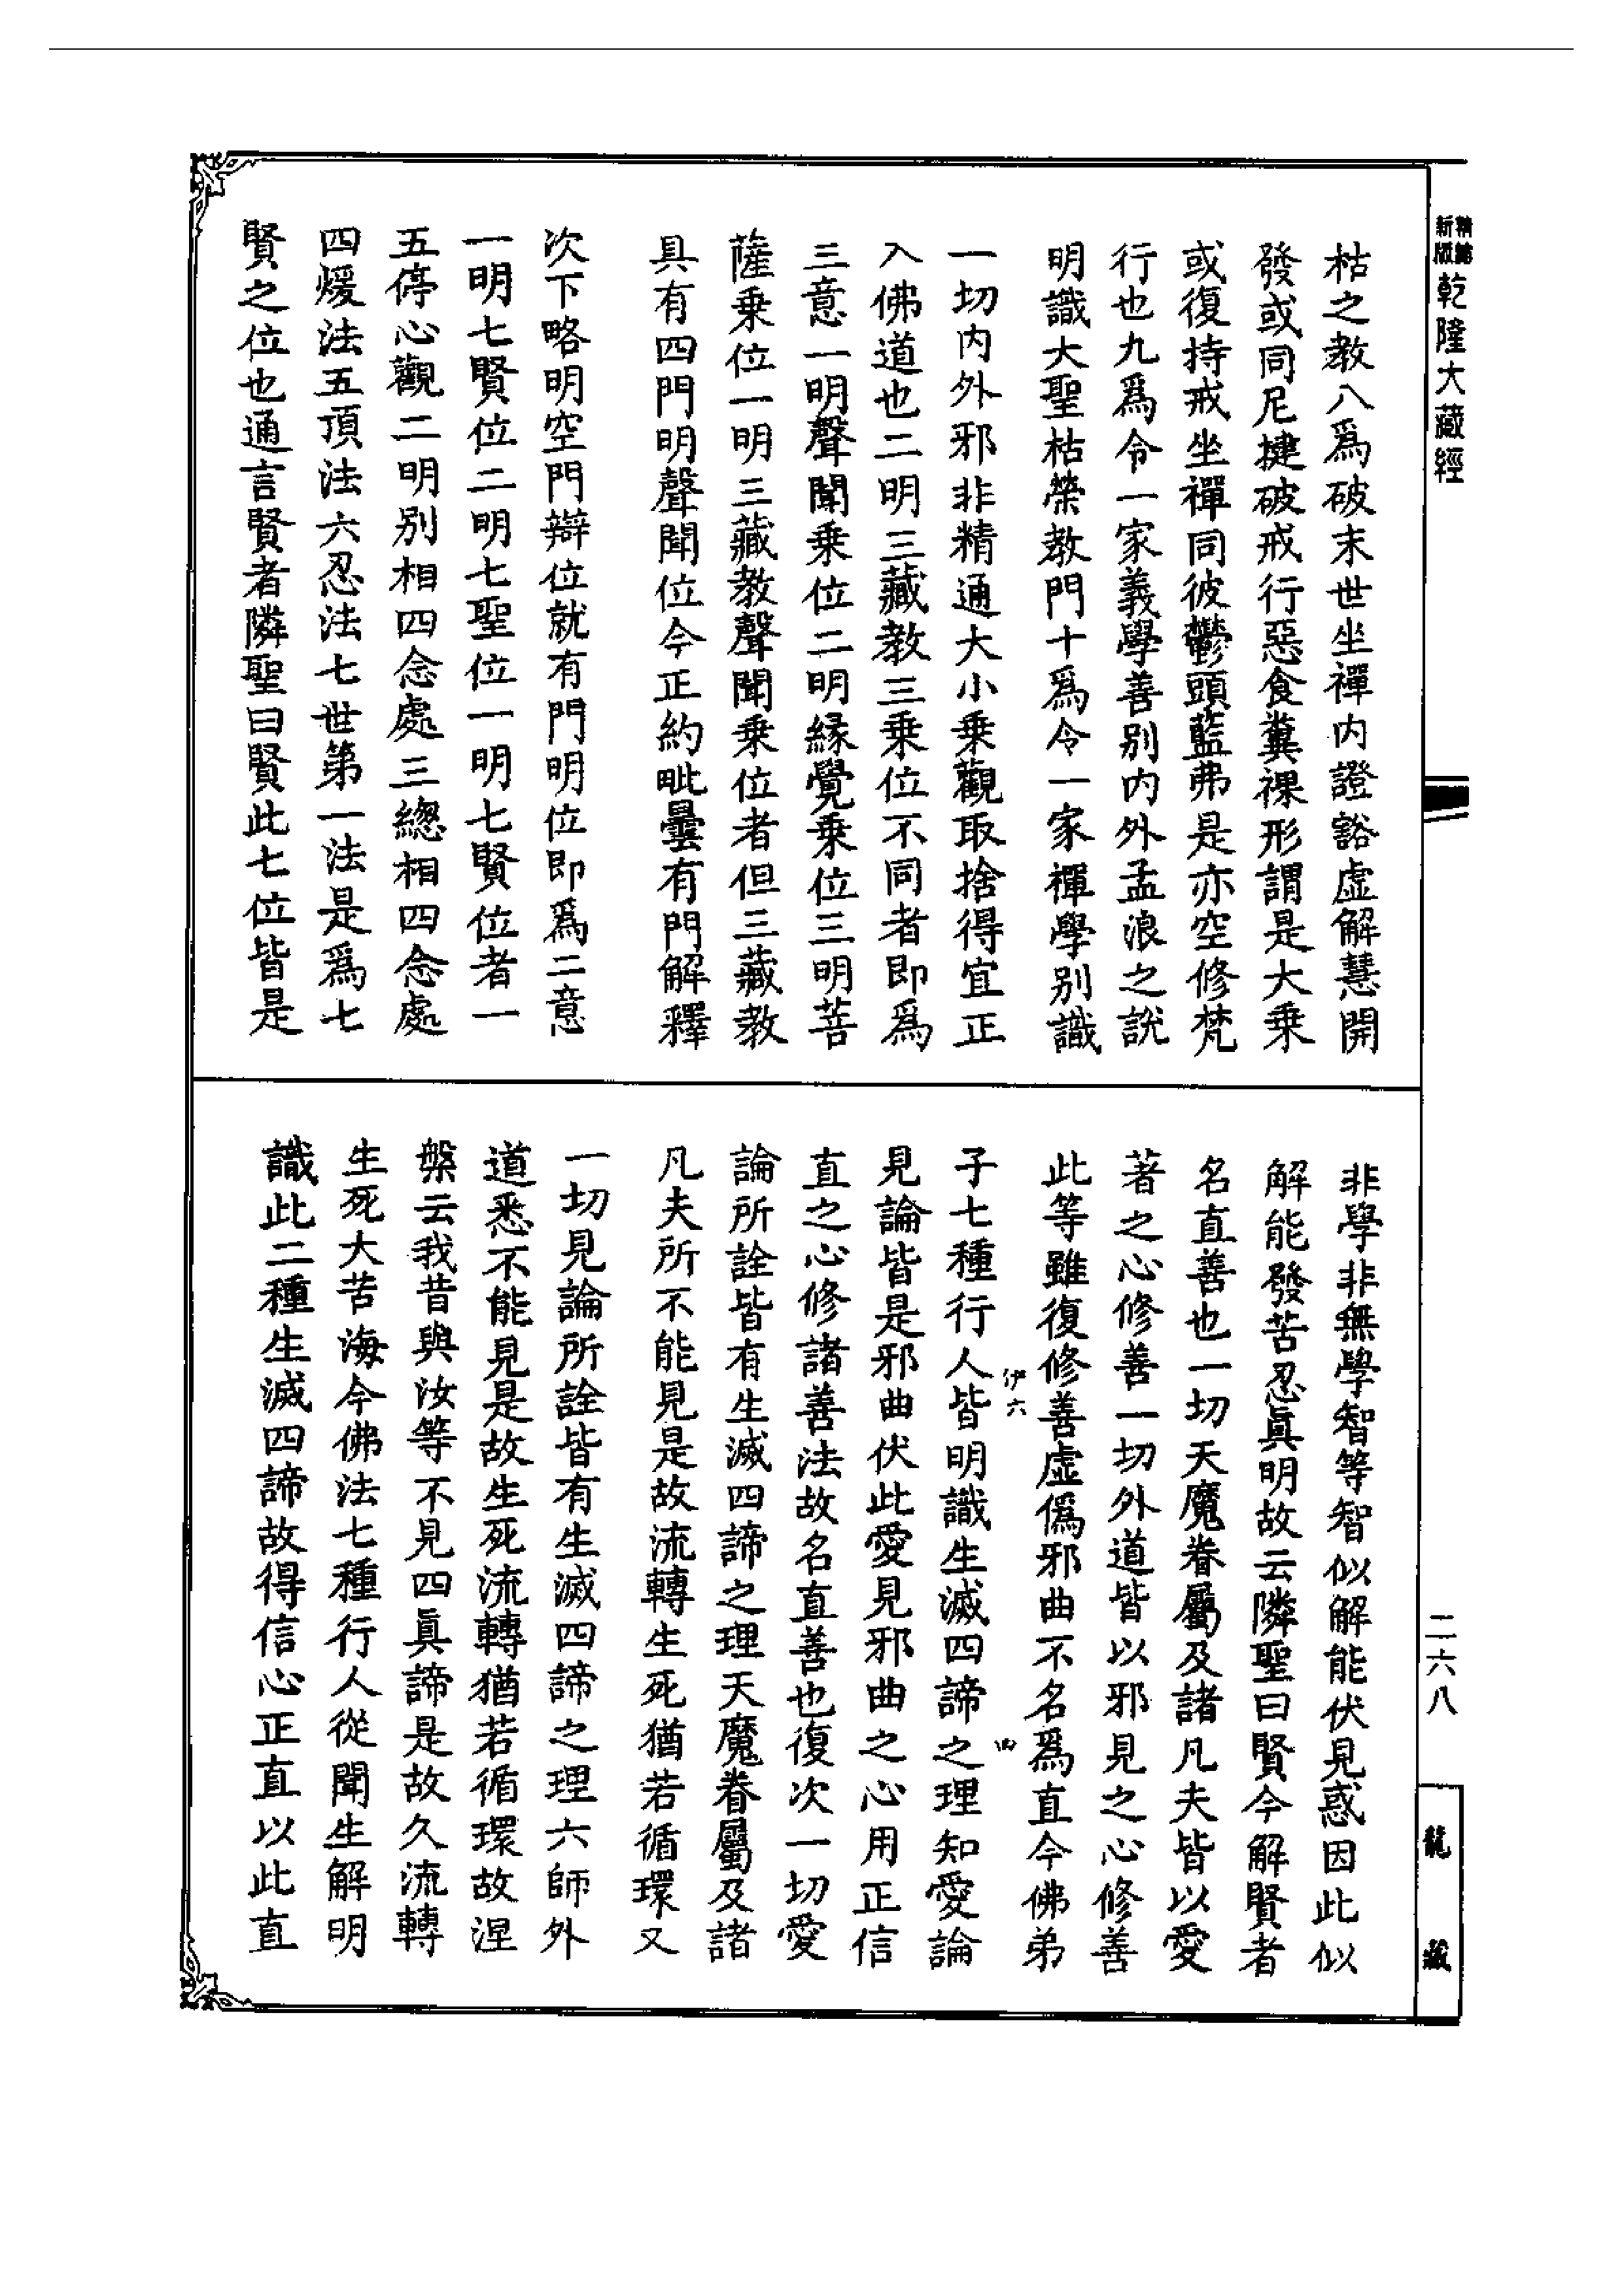 新版
精縮
乾隆大藏經
枯之教八爲破末世坐禪内證豁虛解慧開
發或同尼揵破戒行惡食糞裸形謂是大乘
或復持戒坐禪同彼鬱頭藍弗是亦空修梵
行也九爲令一家義學善别内外孟浪之說
明識大聖枯榮教門十爲令一家禪學别識
一切内外邪非精通大小乘觀取捨得宜正
入佛道也二明三藏教三乘位不同者即爲
三意一明聲聞乘位二明緣覺乘位三明菩
薩乘位一明三藏教聲聞乘位者但三藏教
具有四門明聲聞位今正約毗曇有門解釋
次下略明空門辯位就有門明位即爲二意
一明七賢位二明七聖位一明七賢位者一
五停心觀二明别相四念處三總相四念處
四煖法五頂法六忍法七世第一法是爲七
賢之位也通言賢者隣聖曰賢此七位皆是
非學非無學智等智似解能伏見惑因此似
解能發苦忍眞明故云隣聖曰賢今解賢者
名直善也一切天魔眷屬及諸凡夫皆以愛
著之心修善一切外道皆以邪見之心修善
此等雖復修善虛僞邪曲不名爲直今佛弟
伊六
四
子七種行人皆明識生滅四諦之理知愛論
見論皆是邪曲伏此愛見邪曲之心用正信
直之心修諸善法故名直善也復次一切愛
論所詮皆有生滅四諦之理天魔眷屬及諸
凡夫所不能見是故流轉生死猶若循環又
一切見論所詮皆有生滅四諦之理六師外
道悉不能見是故生死流轉猶若循環故涅
槃云我昔與汝等不見四眞諦是故久流轉
生死大苦海今佛法七種行人從聞生解明
識此二種生滅四諦故得信心正直以此直
二六八
龍藏